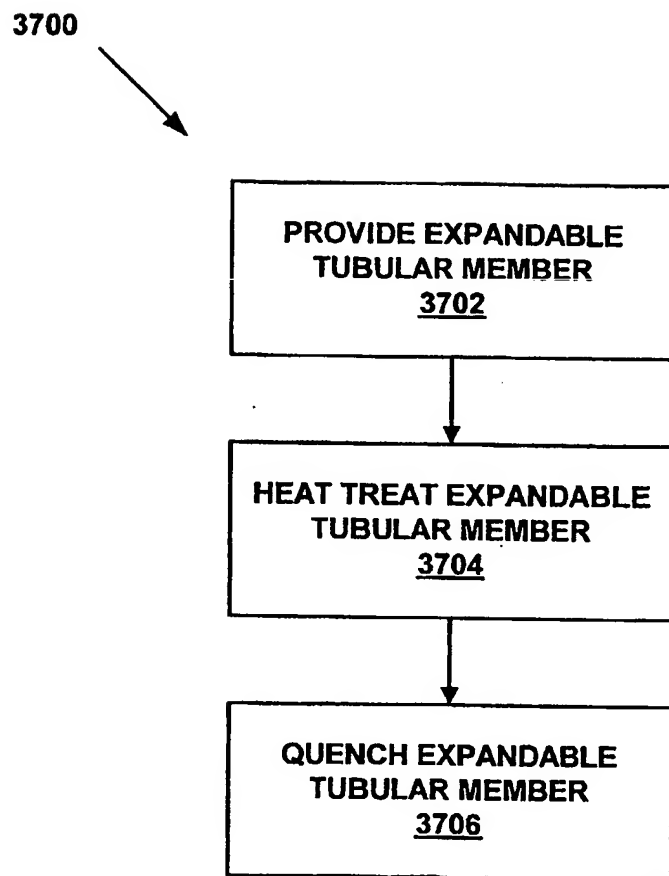 3700
PROVIDE EXPANDABLE
TUBULAR MEMBER
3702
HEAT TREAT EXPANDABLE
TUBULAR MEMBER
3704
QUENCH EXPANDABLE
TUBULAR MEMBER
3706